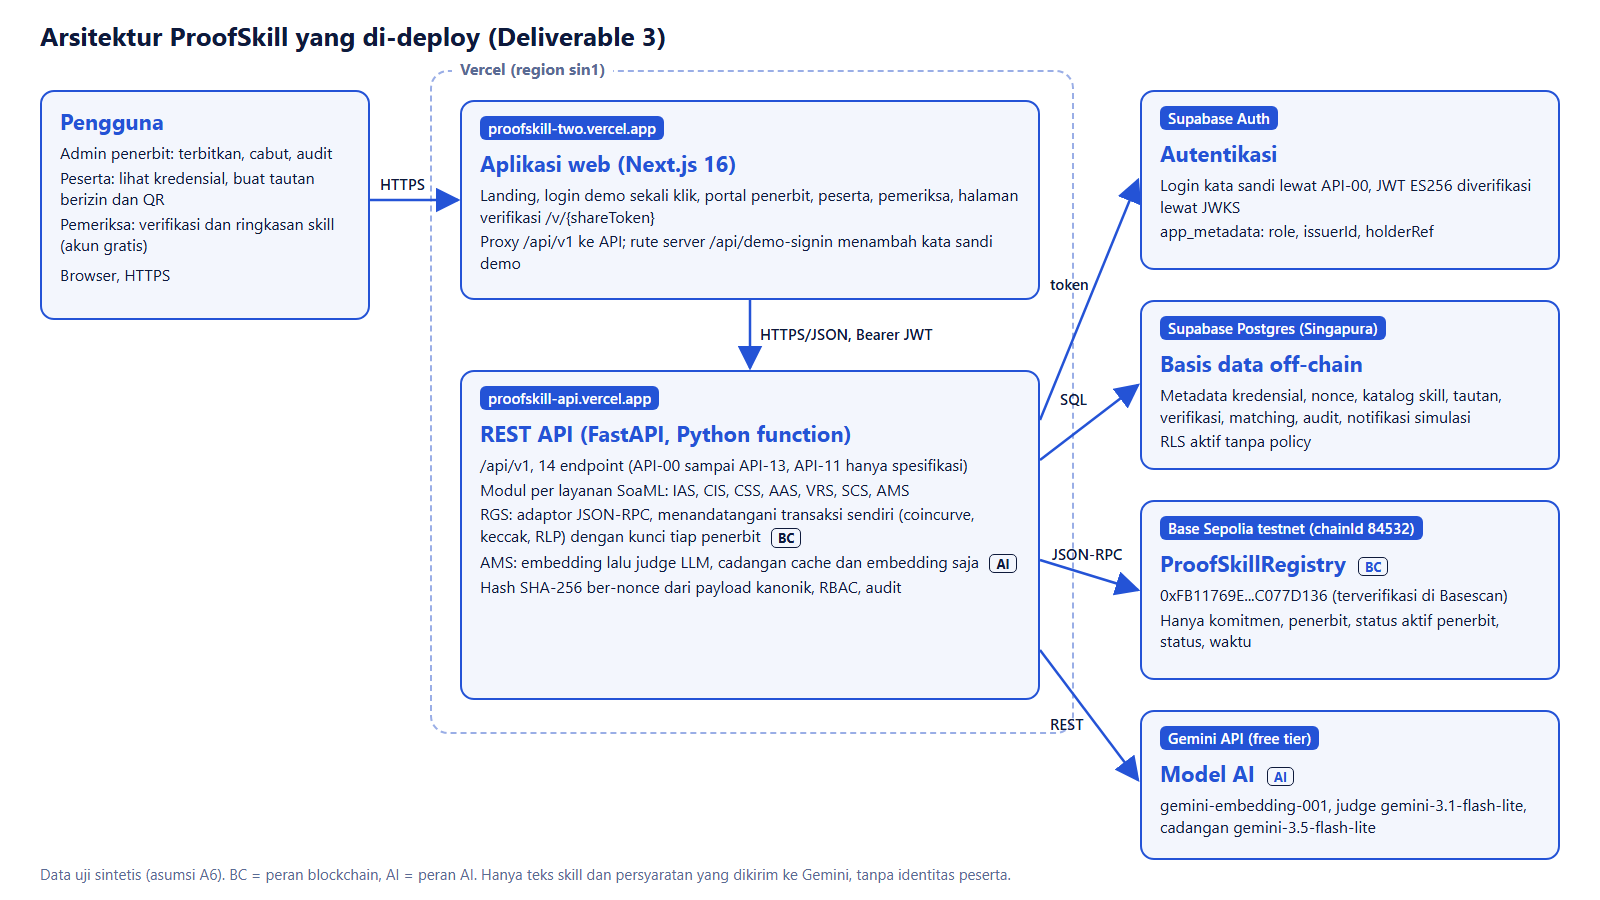 Arsitektur ProofSkill yang di-deploy (Deliverable 3)
Pengguna
Admin penerbit: terbitkan, cabut, audit
Peserta: lihat kredensial, buat tautan
berizin dan QR
Pemeriksa: verifikasi dan ringkasan skill
(akun gratis)
Browser, HTTPS
HTTPS
Vercel (region sin1)
proofskill-two.vercel.app
Aplikasi web (Next.js 16)
Landing, login demo sekali klik, portal penerbit, peserta, pemeriksa, halaman
verifikasi /v/{shareToken}
Proxy /api/v1 ke API; rute server /api/demo-signin menambah kata sandi
demo
HTTPS/JSON, Bearer JWT
proofskill-api.vercel.app
REST API (FastAPI, Python function)
/api/v1, 14 endpoint (API-00 sampai API-13, API-11 hanya spesifikasi)
Modul per layanan SoaML: IAS, CIS, CSS, AAS, VRS, SCS, AMS
RGS: adaptor JSON-RPC, menandatangani transaksi sendiri (coincurve,
keccak, RLP) dengan kunci tiap penerbit BC
AMS: embedding lalu judge LLM, cadangan cache dan embedding saja AI
Hash SHA-256 ber-nonce dari payload kanonik, RBAC, audit
token
SQL
JSON-RPC
REST
Supabase Auth
Autentikasi
Login kata sandi lewat API-00, JWT ES256 diverifikasi
lewat JWKS
app_metadata: role, issuerId, holderRef
Supabase Postgres (Singapura)
Basis data off-chain
Metadata kredensial, nonce, katalog skill, tautan,
verifikasi, matching, audit, notifikasi simulasi
RLS aktif tanpa policy
Base Sepolia testnet (chainId 84532)
ProofSkillRegistry BC
0xFB11769E...C077D136 (terverifikasi di Basescan)
Hanya komitmen, penerbit, status aktif penerbit,
status, waktu
Gemini API (free tier)
Model AI AI
gemini-embedding-001, judge gemini-3.1-flash-lite,
cadangan gemini-3.5-flash-lite
Data uji sintetis (asumsi A6). BC = peran blockchain, AI = peran AI. Hanya teks skill dan persyaratan yang dikirim ke Gemini, tanpa identitas peserta.